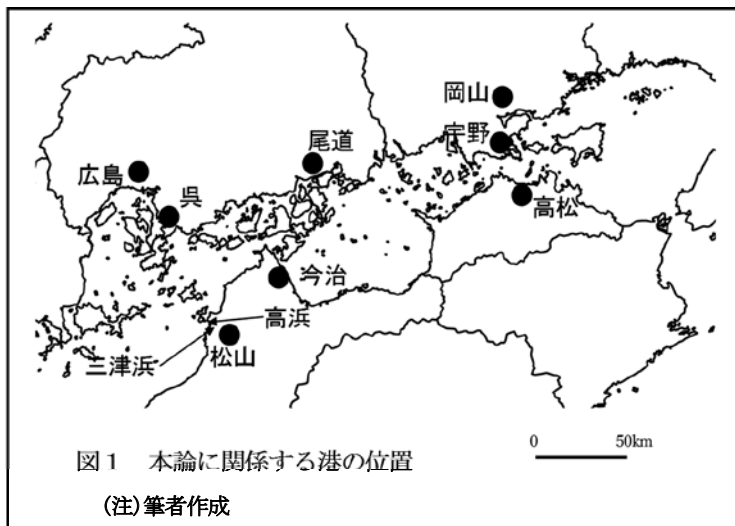 岡山
宇野
尾道
広島
呉
高松
今治
高浜
三津浜
松山
0 50km
図1 本論に関係する港の位置
(注)筆者作成